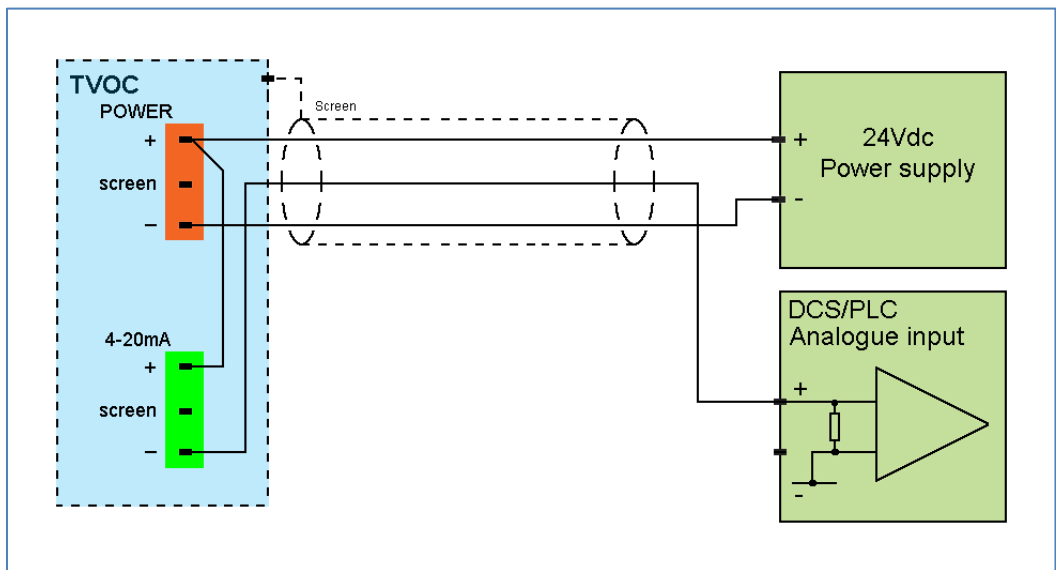 TVOC
POWER
+
screen
−
4-20mA
+
screen
−
Screen
24Vdc
Power supply
+
-
DCS/PLC
Analogue input
+
-